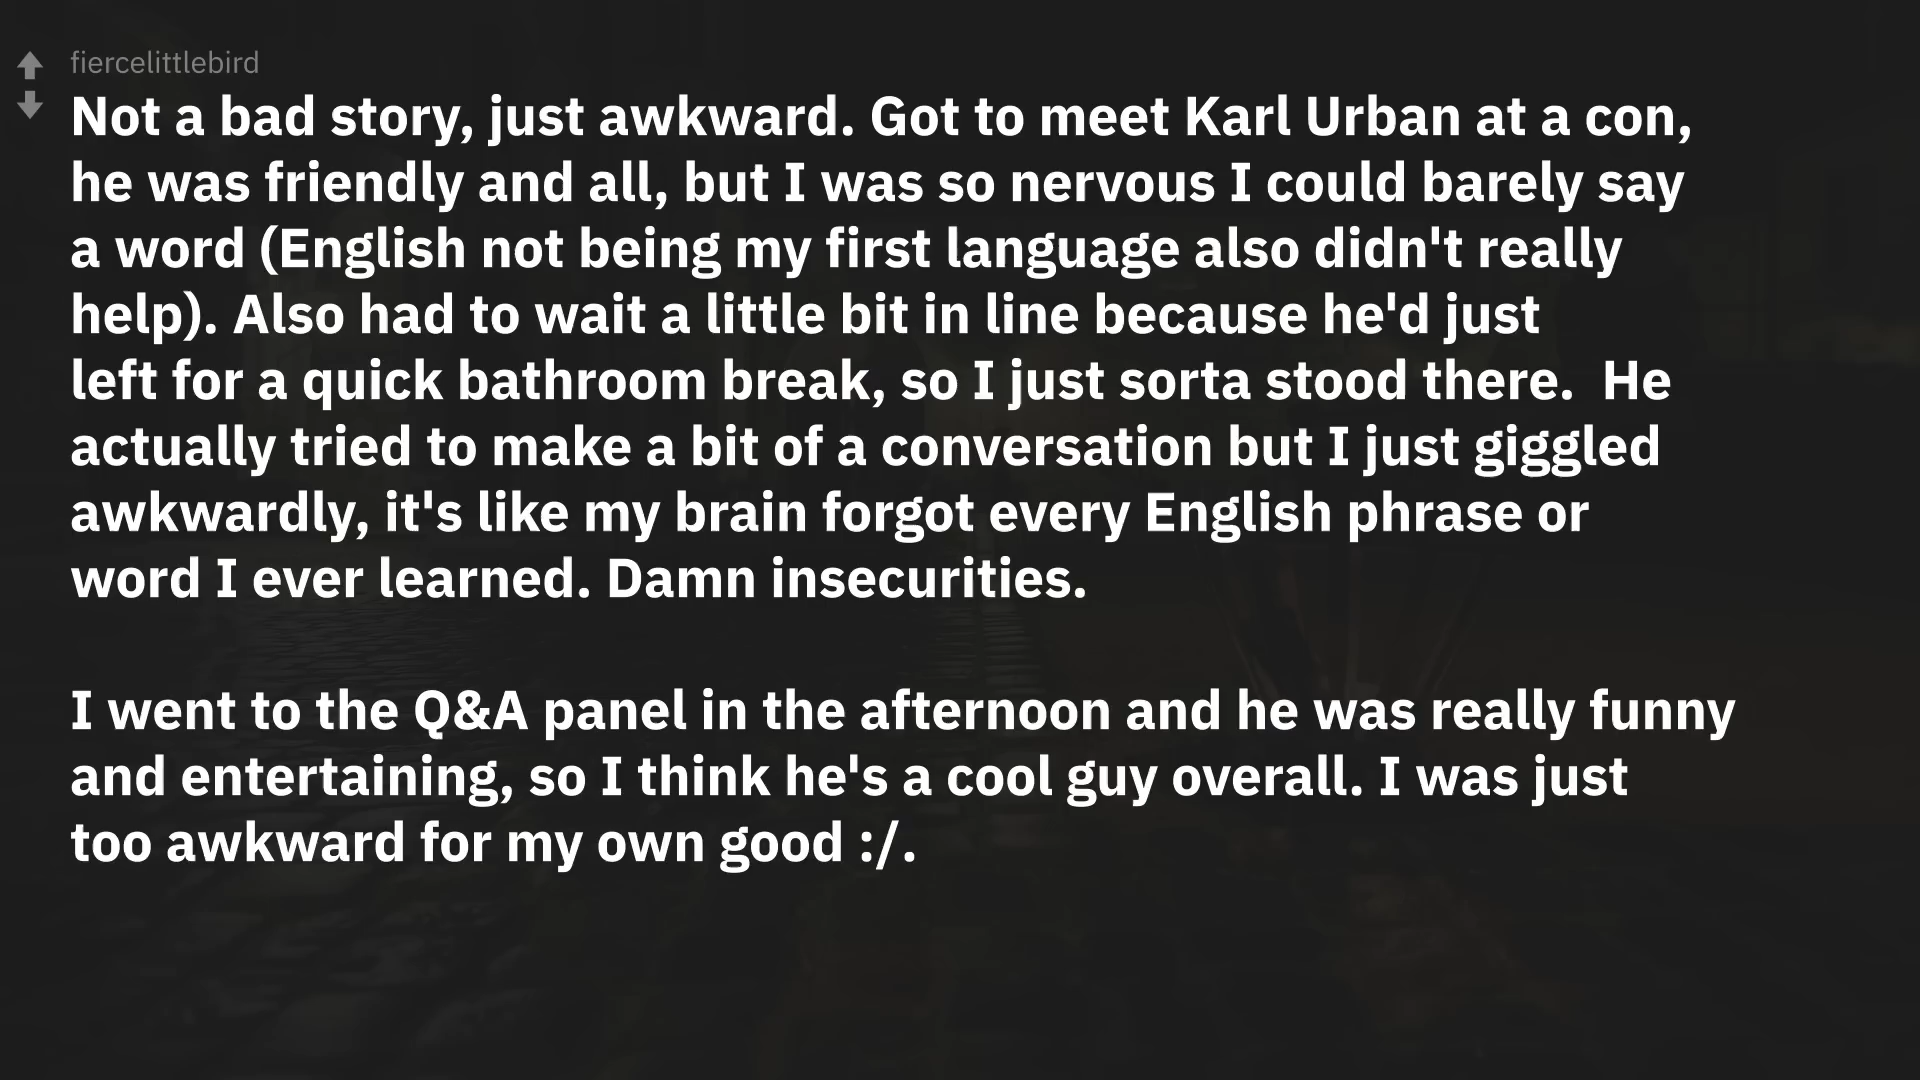 fiercelittlebird
Not a bad story, just awkward. Got to meet Karl Urban at a con,
he was friendly and all, but I was so nervous I could barely say
a word (English not being my first language also didn't really
help). Also had to wait a little bit in line because he'd just
left for a quick bathroom break, so I just sorta stood there.  He
actually tried to make a bit of a conversation but I just giggled
awkwardly, it's like my brain forgot every English phrase or
word I ever learned. Damn insecurities.
I went to the Q&A panel in the afternoon and he was really funny
and entertaining, so I think he's a cool guy overall. I was just
too awkward for my own good :/.